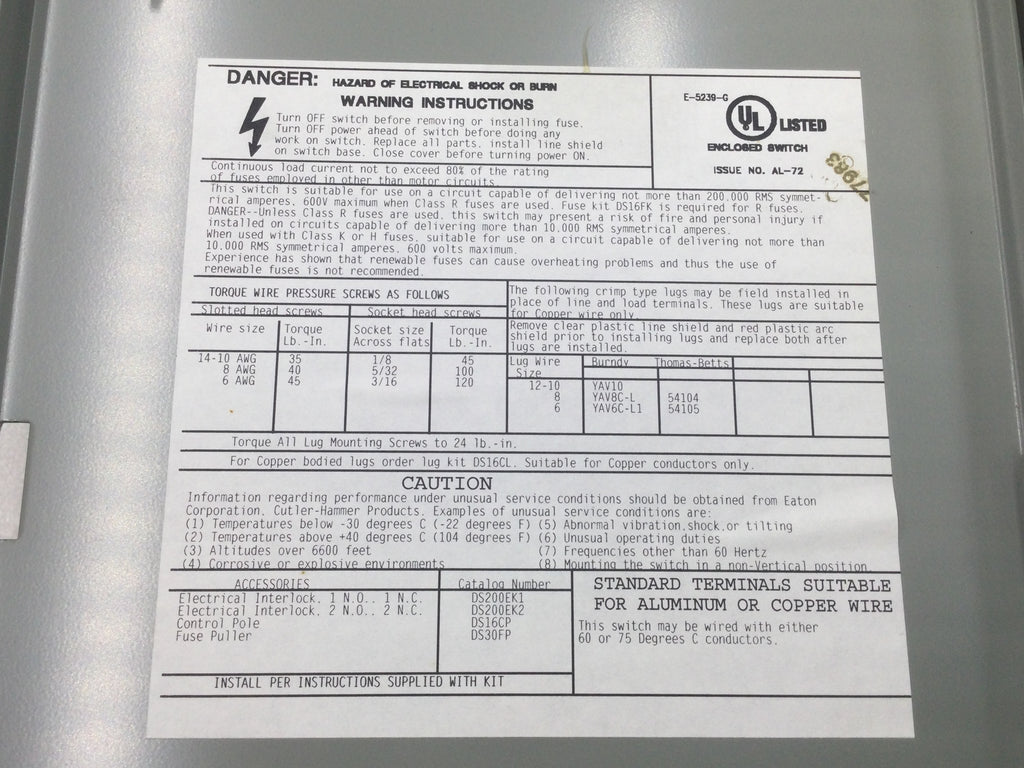 DANGER: HAZARD OF ELECTRICAL SHOCK OR BURN
WARNING INSTRUCTIONS
Turn OFF switch before removing or installing fuse.
Turn OFF power ahead of switch before doing any
work on switch. Replace all parts, install line shield
on switch base. Close cover before turning power ON.
Continuous load current not to exceed 80% of the rating
of fuses employed in other than motor circuits.
E-5239-G
UL LISTED
ENCLOSED SWITCH
ISSUE NO. AL-72
This switch is suitable for use on a circuit capable of delivering not more than 200,000 RMS symmet-
rical amperes, 600V maximum when Class R fuses are used. Fuse kit DS16FK is required for R fuses.
DANGER--Unless Class R fuses are used, this switch may present a risk of fire and personal injury if
installed on circuits capable of delivering more than 10,000 RMS symmetrical amperes.
When used with Class K or H fuses, suitable for use on a circuit capable of delivering not more than
10,000 RMS symmetrical amperes, 600 volts maximum.
Experience has shown that renewable fuses can cause overheating problems and thus the use of
renewable fuses is not recommended.
TORQUE WIRE PRESSURE SCREWS AS FOLLOWS
Slotted head screws Socket head screws
Wire size Torque Socket size Torque
Lb.-In. Across flats Lb.-In.
14-10 AWG 35 1/8 45
8 AWG 40 5/32 100
6 AWG 45 3/16 120
The following crimp type lugs may be field installed in
place of line and load terminals. These lugs are suitable
for Copper wire only.
Remove clear plastic line shield and red plastic arc
shield prior to installing lugs and replace both after
lugs are installed.
Lug Wire Burndy Thomas-Betts
Size
12-10 YAV10
8 YAV8C-L 54104
6 YAV6C-L1 54105
Torque All Lug Mounting Screws to 24 lb.-in.
For Copper bodied lugs order lug kit DS16CL. Suitable for Copper conductors only.
CAUTION
Information regarding performance under unusual service conditions should be obtained from Eaton
Corporation, Cutler-Hammer Products. Examples of unusual service conditions are:
(1) Temperatures below -30 degrees C (-22 degrees F) (5) Abnormal vibration,shock,or tilting
(2) Temperatures above +40 degrees C (104 degrees F) (6) Unusual operating duties
(3) Altitudes over 6600 feet (7) Frequencies other than 60 Hertz
(4) Corrosive or explosive environments (8) Mounting the switch in a non-Vertical position.
ACCESSORIES Catalog Number
Electrical Interlock, 1 N.O., 1 N.C. DS200EK1
Electrical Interlock, 2 N.O., 2 N.C. DS200EK2
Control Pole DS16CP
Fuse Puller DS30FP
INSTALL PER INSTRUCTIONS SUPPLIED WITH KIT
STANDARD TERMINALS SUITABLE
FOR ALUMINUM OR COPPER WIRE
This switch may be wired with either
60 or 75 Degrees C conductors.